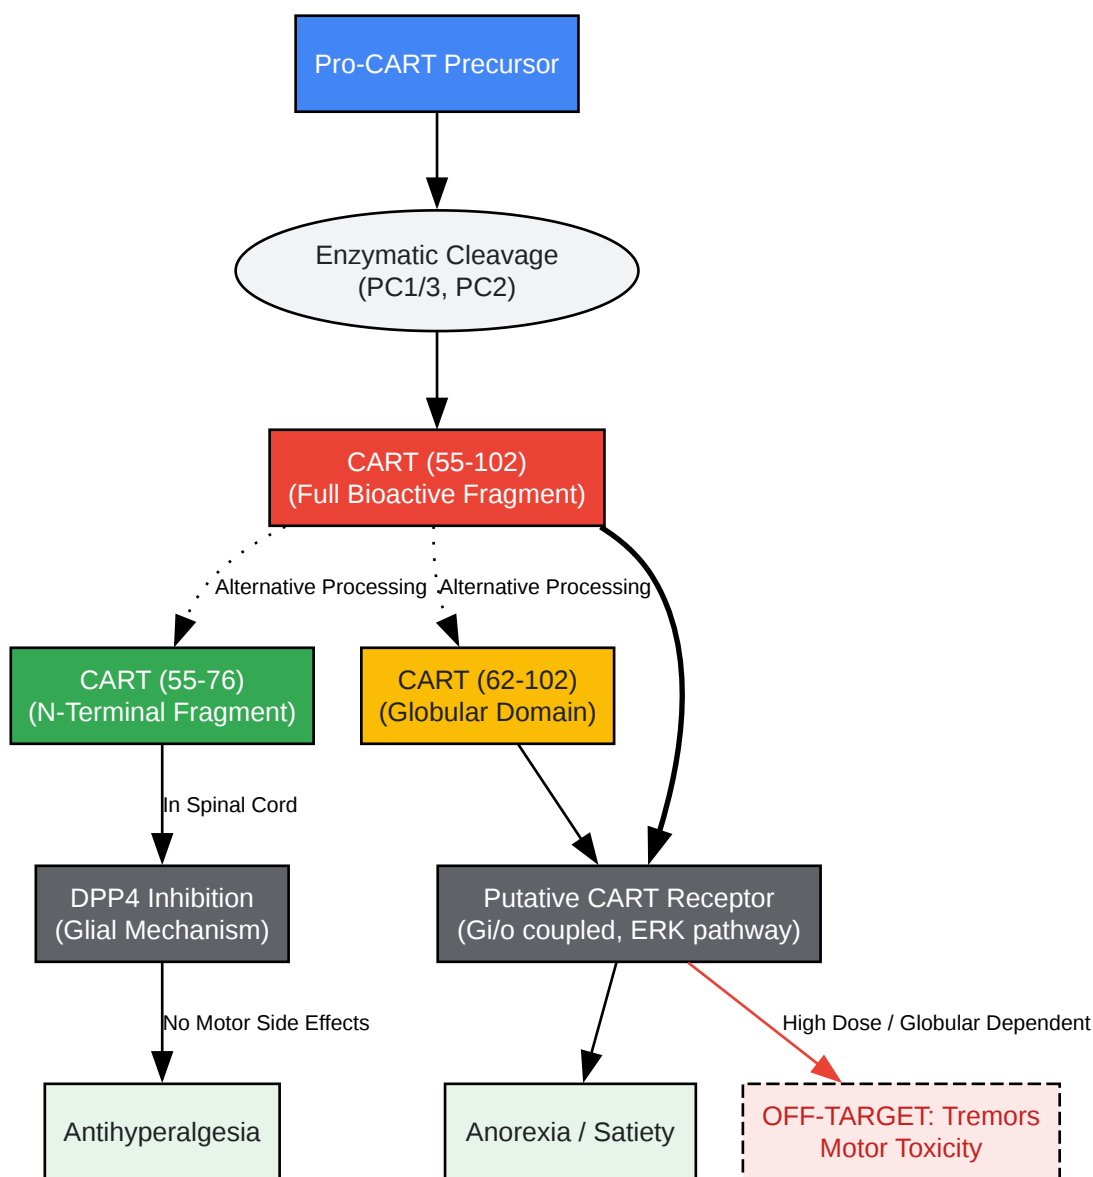 Pro-CART Precursor
Enzymatic Cleavage
(PC1/3, PC2)
CART (55-102)
(Full Bioactive Fragment)
Alternative Processing
Alternative Processing
CART (55-76)
(N-Terminal Fragment)
CART (62-102)
(Globular Domain)
In Spinal Cord
DPP4 Inhibition
(Glial Mechanism)
Putative CART Receptor
(Gi/o coupled, ERK pathway)
No Motor Side Effects
High Dose / Globular Dependent
Antihyperalgesia
Anorexia / Satiety
OFF-TARGET: Tremors
Motor Toxicity